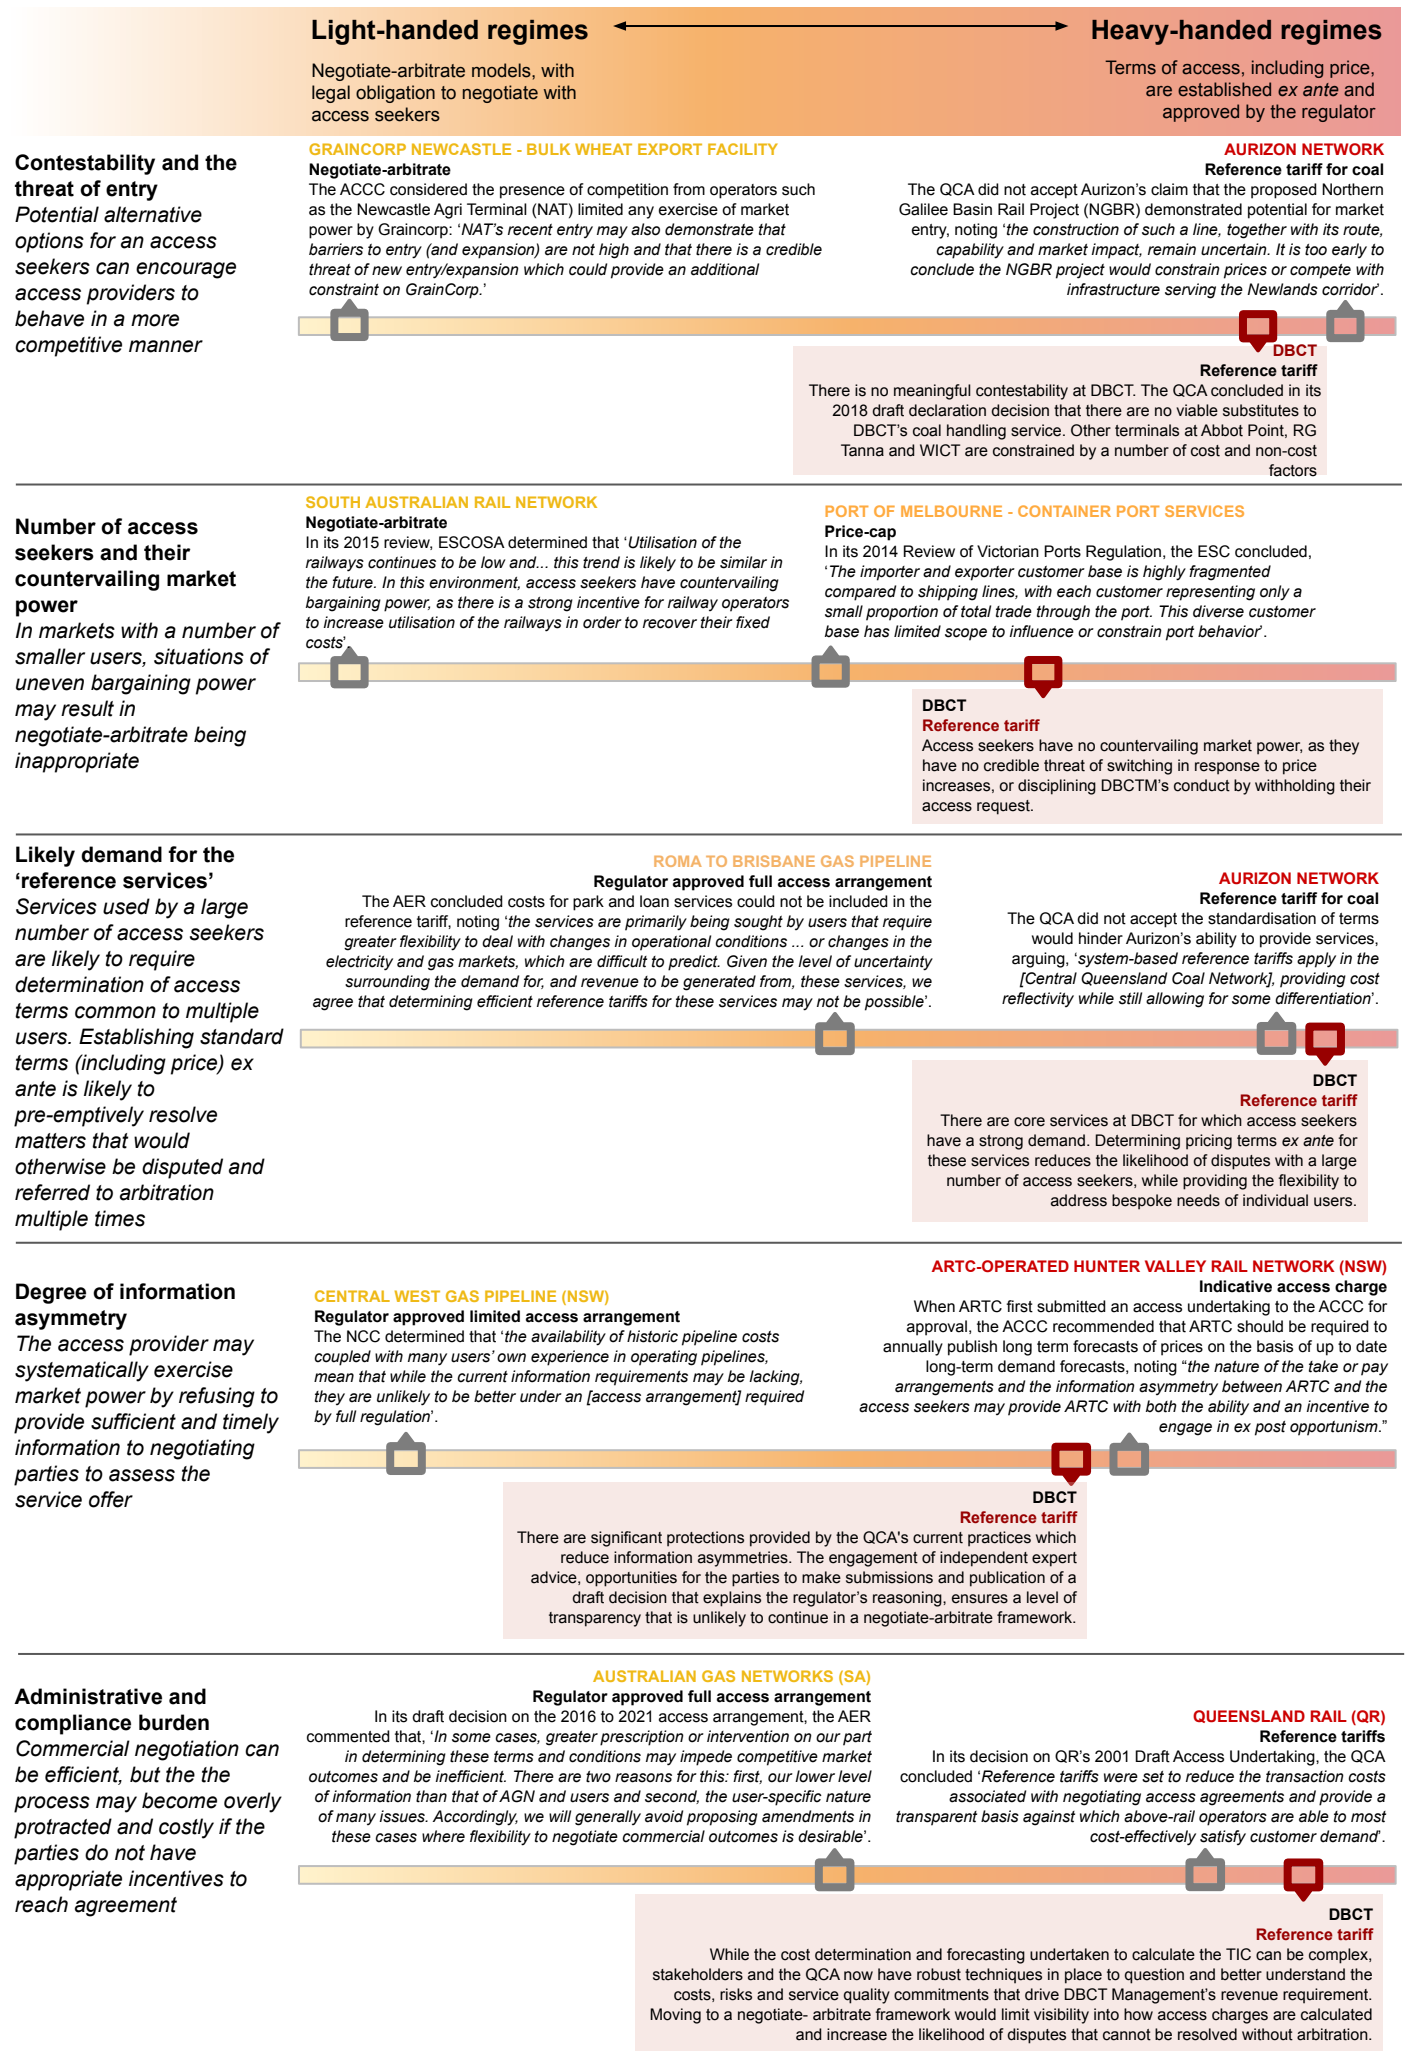 Light-handed regimes
Heavy-handed regimes
Negotiate-arbitrate models, with
legal obligation to negotiate with
access seekers
Terms of access, including price,
are established ex ante and
approved by the regulator
Contestability and the
threat of entry
Potential alternative
options for an access
seekers can encourage
access providers to
behave in a more
competitive manner
GRAINCORP NEWCASTLE - BULK WHEAT EXPORT FACILITY
Negotiate-arbitrate
The ACCC considered the presence of competition from operators such
as the Newcastle Agri Terminal (NAT) limited any exercise of market
power by Graincorp: ‘NAT’s recent entry may also demonstrate that
barriers to entry (and expansion) are not high and that there is a credible
threat of new entry/expansion which could provide an additional
constraint on GrainCorp.’
AURIZON NETWORK
Reference tariff for coal
The QCA did not accept Aurizon’s claim that the proposed Northern
Galilee Basin Rail Project (NGBR) demonstrated potential for market
entry, noting ‘the construction of such a line, together with its route,
capability and market impact, remain uncertain. It is too early to
conclude the NGBR project would constrain prices or compete with
infrastructure serving the Newlands corridor’.
DBCT
Reference tariff
There is no meaningful contestability at DBCT. The QCA concluded in its
2018 draft declaration decision that there are no viable substitutes to
DBCT’s coal handling service. Other terminals at Abbot Point, RG
Tanna and WICT are constrained by a number of cost and non-cost
factors
Number of access
seekers and their
countervailing market
power
In markets with a number of
smaller users, situations of
uneven bargaining power
may result in
negotiate-arbitrate being
inappropriate
SOUTH AUSTRALIAN RAIL NETWORK
Negotiate-arbitrate
In its 2015 review, ESCOSA determined that ‘Utilisation of the
railways continues to be low and... this trend is likely to be similar in
the future. In this environment, access seekers have countervailing
bargaining power, as there is a strong incentive for railway operators
to increase utilisation of the railways in order to recover their fixed
costs’.
PORT OF MELBOURNE - CONTAINER PORT SERVICES
Price-cap
In its 2014 Review of Victorian Ports Regulation, the ESC concluded,
‘The importer and exporter customer base is highly fragmented
compared to shipping lines, with each customer representing only a
small proportion of total trade through the port. This diverse customer
base has limited scope to influence or constrain port behavior’.
DBCT
Reference tariff
Access seekers have no countervailing market power, as they
have no credible threat of switching in response to price
increases, or disciplining DBCTM’s conduct by withholding their
access request.
Likely demand for the
‘reference services’
Services used by a large
number of access seekers
are likely to require
determination of access
terms common to multiple
users. Establishing standard
terms (including price) ex
ante is likely to
pre-emptively resolve
matters that would
otherwise be disputed and
referred to arbitration
multiple times
ROMA TO BRISBANE GAS PIPELINE
Regulator approved full access arrangement
The AER concluded costs for park and loan services could not be included in the
reference tariff, noting ‘the services are primarily being sought by users that require
greater flexibility to deal with changes in operational conditions ... or changes in the
electricity and gas markets, which are difficult to predict. Given the level of uncertainty
surrounding the demand for, and revenue to be generated from, these services, we
agree that determining efficient reference tariffs for these services may not be possible’.
AURIZON NETWORK
Reference tariff for coal
The QCA did not accept the standardisation of terms
would hinder Aurizon’s ability to provide services,
arguing, ‘system-based reference tariffs apply in the
[Central Queensland Coal Network], providing cost
reflectivity while still allowing for some differentiation’.
DBCT
Reference tariff
There are core services at DBCT for which access seekers
have a strong demand. Determining pricing terms ex ante for
these services reduces the likelihood of disputes with a large
number of access seekers, while providing the flexibility to
address bespoke needs of individual users.
Degree of information
asymmetry
The access provider may
systematically exercise
market power by refusing to
provide sufficient and timely
information to negotiating
parties to assess the
service offer
CENTRAL WEST GAS PIPELINE (NSW)
Regulator approved limited access arrangement
The NCC determined that ‘the availability of historic pipeline costs
coupled with many users’ own experience in operating pipelines,
mean that while the current information requirements may be lacking,
they are unlikely to be better under an [access arrangement] required
by full regulation’.
ARTC-OPERATED HUNTER VALLEY RAIL NETWORK (NSW)
Indicative access charge
When ARTC first submitted an access undertaking to the ACCC for
approval, the ACCC recommended that ARTC should be required to
annually publish long term forecasts of prices on the basis of up to date
long-term demand forecasts, noting “the nature of the take or pay
arrangements and the information asymmetry between ARTC and the
access seekers may provide ARTC with both the ability and an incentive to
engage in ex post opportunism.”
DBCT
Reference tariff
There are significant protections provided by the QCA's current practices which
reduce information asymmetries. The engagement of independent expert
advice, opportunities for the parties to make submissions and publication of a
draft decision that explains the regulator’s reasoning, ensures a level of
transparency that is unlikely to continue in a negotiate-arbitrate framework.
Administrative and
compliance burden
Commercial negotiation can
be efficient, but the the
process may become overly
protracted and costly if the
parties do not have
appropriate incentives to
reach agreement
AUSTRALIAN GAS NETWORKS (SA)
Regulator approved full access arrangement
In its draft decision on the 2016 to 2021 access arrangement, the AER
commented that, ‘In some cases, greater prescription or intervention on our part
in determining these terms and conditions may impede competitive market
outcomes and be inefficient. There are two reasons for this: first, our lower level
of information than that of AGN and users and second, the user-specific nature
of many issues. Accordingly, we will generally avoid proposing amendments in
these cases where flexibility to negotiate commercial outcomes is desirable’.
QUEENSLAND RAIL (QR)
Reference tariffs
In its decision on QR’s 2001 Draft Access Undertaking, the QCA
concluded ‘Reference tariffs were set to reduce the transaction costs
associated with negotiating access agreements and provide a
transparent basis against which above-rail operators are able to most
cost-effectively satisfy customer demand’.
DBCT
Reference tariff
While the cost determination and forecasting undertaken to calculate the TIC can be complex,
stakeholders and the QCA now have robust techniques in place to question and better understand the
costs, risks and service quality commitments that drive DBCT Management’s revenue requirement.
Moving to a negotiate- arbitrate framework would limit visibility into how access charges are calculated
and increase the likelihood of disputes that cannot be resolved without arbitration.